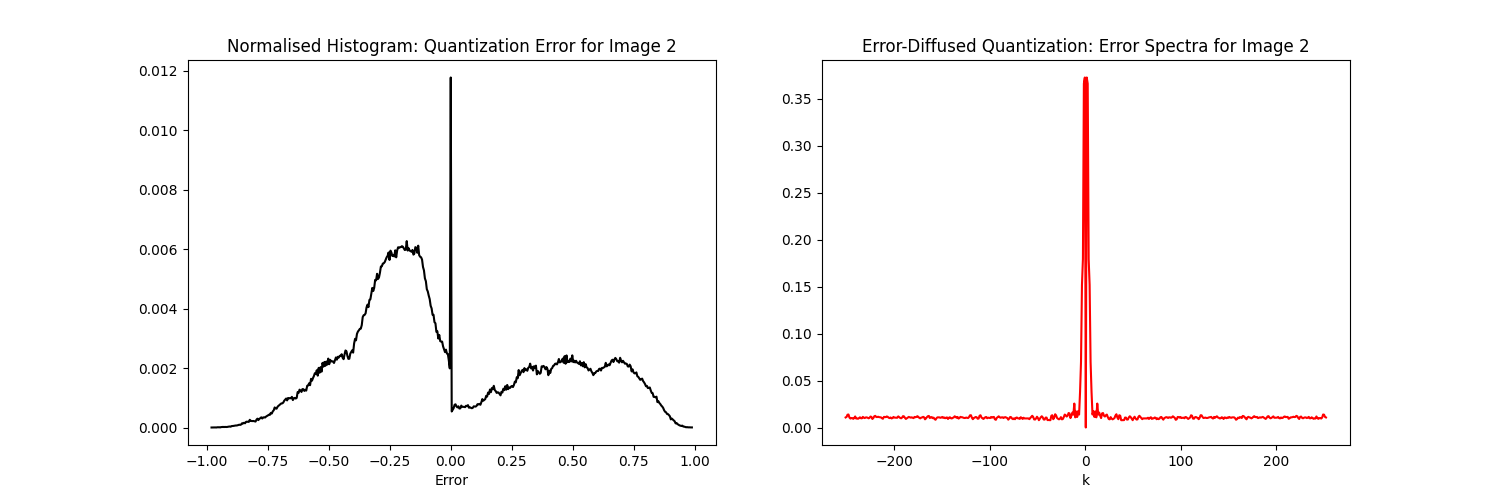 Normalised Histogram: Quantization Error for Image 2
0.012
0.010
0.008
0.006
0.004
0.002
0.000
−1.00 −0.75 −0.50 −0.25 0.00 0.25 0.50 0.75 1.00
Error
Error-Diffused Quantization: Error Spectra for Image 2
0.35
0.30
0.25
0.20
0.15
0.10
0.05
0.00
−200 −100 0 100 200
k